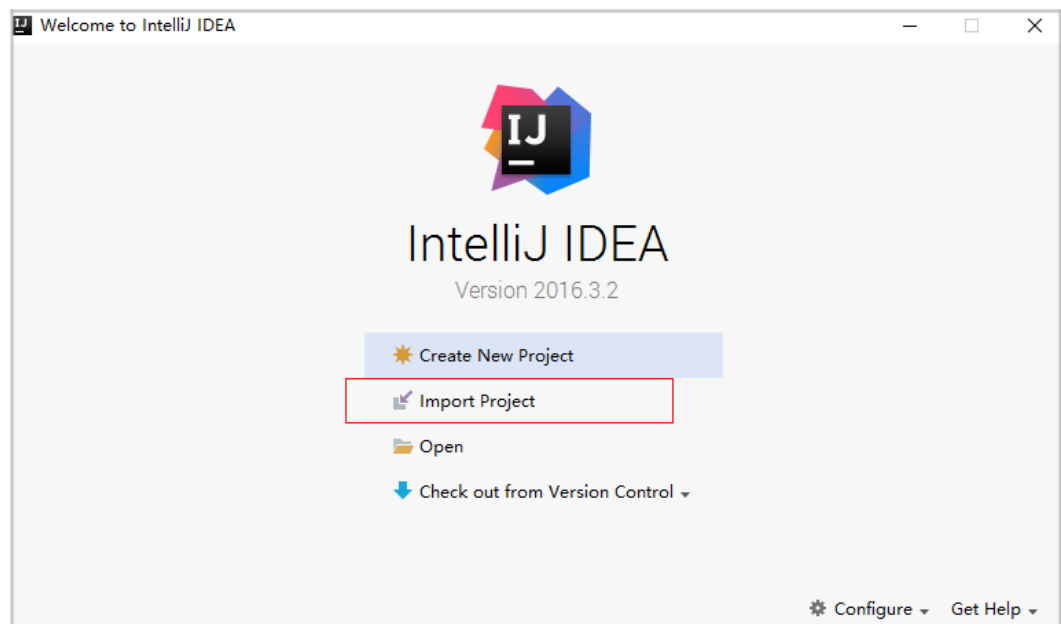 Welcome to IntelliJ IDEA
IJ
IntelliJ IDEA
Version 2016.3.2
Create New Project
Import Project
Open
Check out from Version Control
Configure Get Help